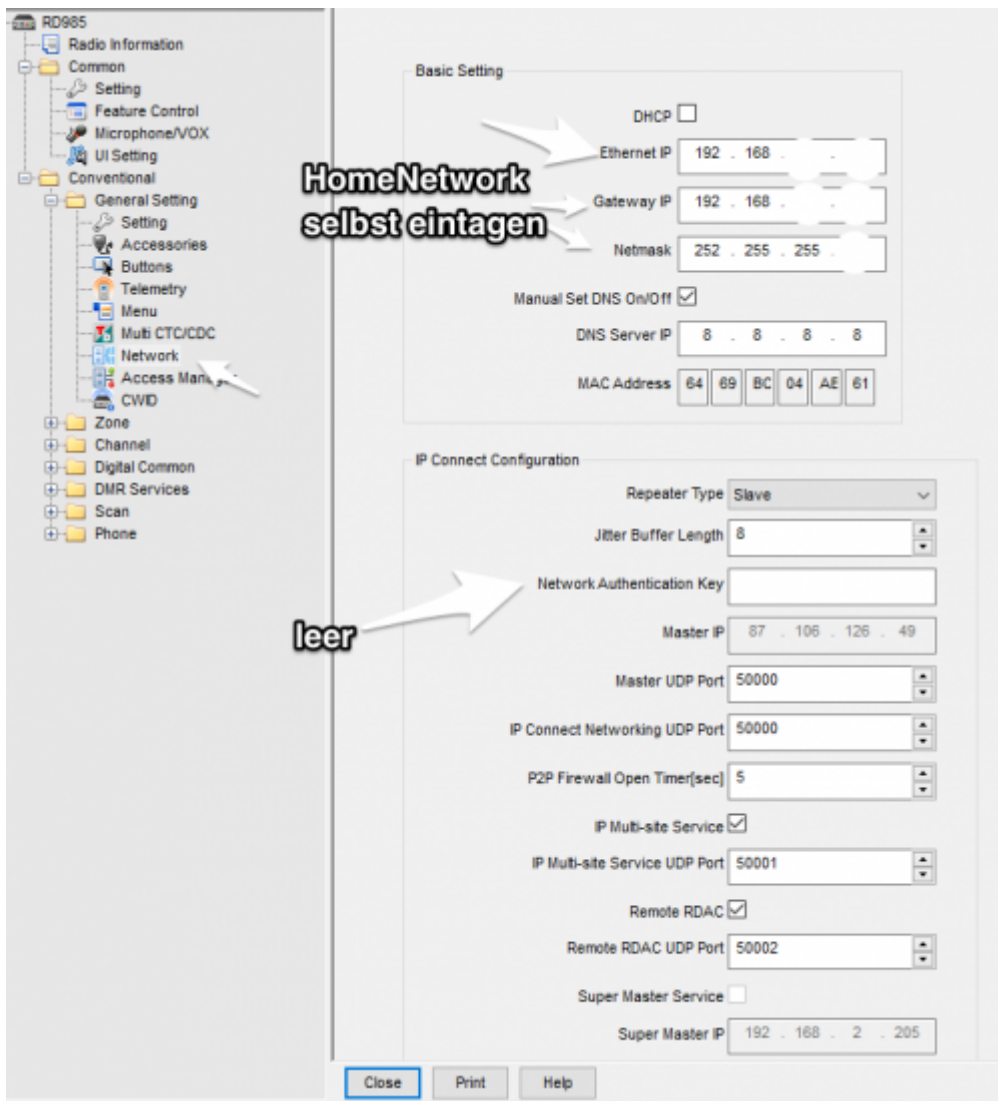 RD985
Radio Information
Common
Setting
Feature Control
Microphone/VOX
UI Setting
Conventional
General Setting
Setting
Accessories
Buttons
Telemetry
Menu
Multi CTC/CDC
Network
Access Manager
CWID
Zone
Channel
Digital Common
DMR Services
Scan
Phone
HomeNetwork
selbst eintagen
leer
Basic Setting
DHCP
Ethernet IP 192 . 168 . .
Gateway IP 192 . 168 . .
Netmask 252 . 255 . 255 .
Manual Set DNS On/Off
DNS Server IP 8 . 8 . 8 . 8
MAC Address 64 69 BC 04 AE 61
IP Connect Configuration
Repeater Type Slave
Jitter Buffer Length 8
Network Authentication Key
Master IP 87 . 106 . 126 . 49
Master UDP Port 50000
IP Connect Networking UDP Port 50000
P2P Firewall Open Timer[sec] 5
IP Multi-site Service
IP Multi-site Service UDP Port 50001
Remote RDAC
Remote RDAC UDP Port 50002
Super Master Service
Super Master IP 192 . 168 . 2 . 205
Close Print Help